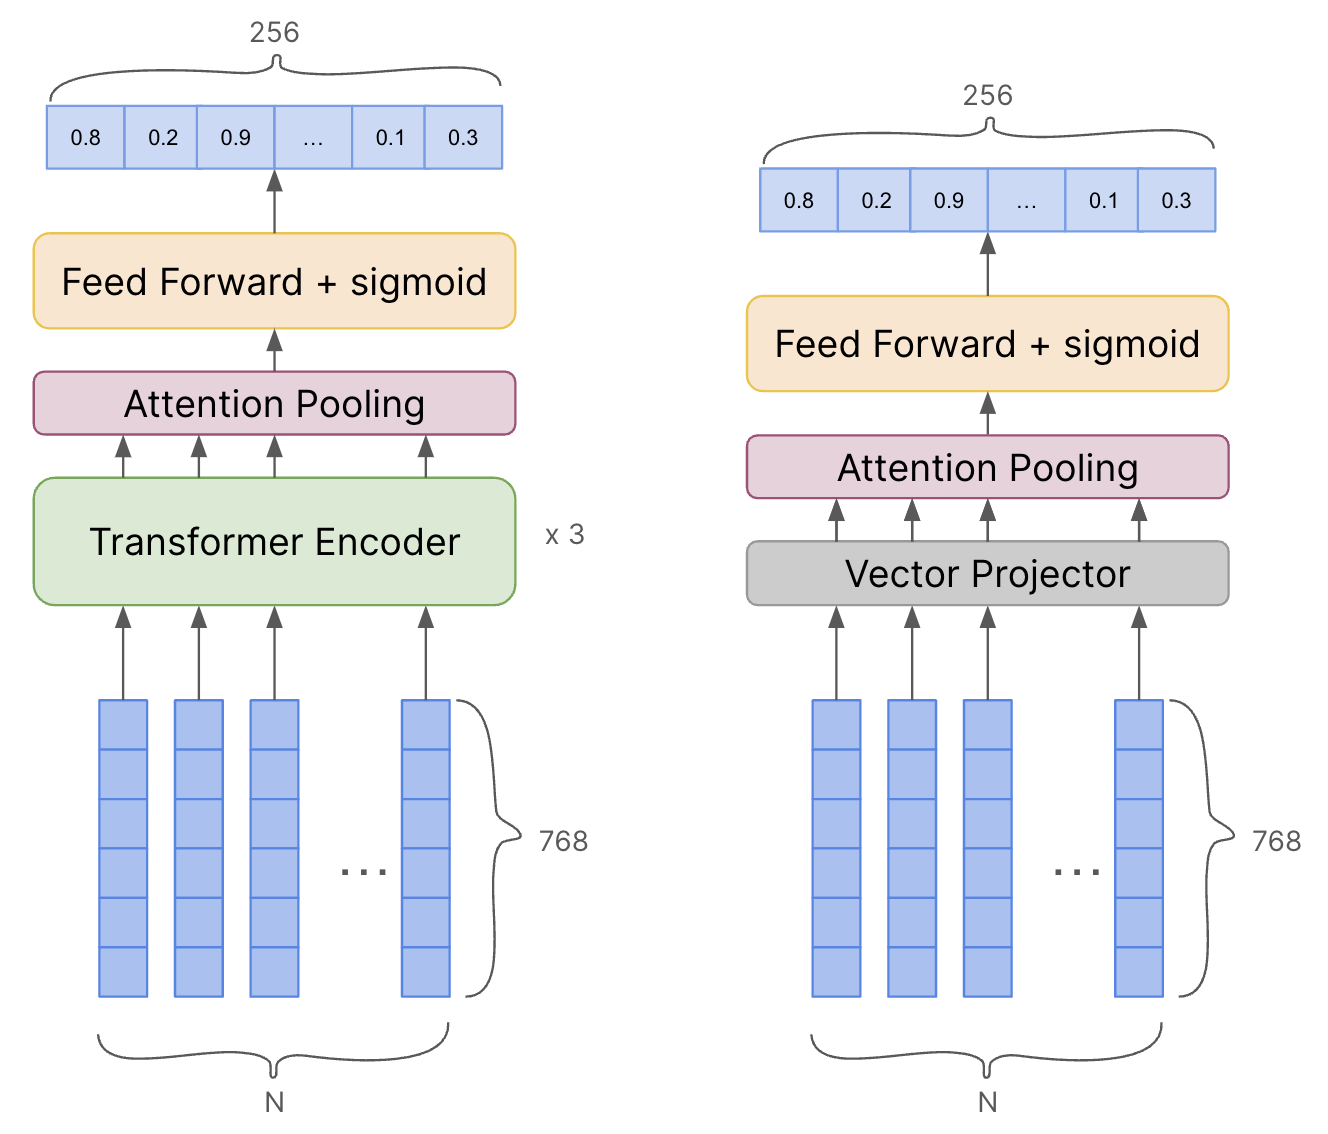 256
0.8 0.2 0.9 ... 0.1 0.3
Feed Forward + sigmoid
Attention Pooling
Transformer Encoder
x 3
...
768
N
256
0.8 0.2 0.9 ... 0.1 0.3
Feed Forward + sigmoid
Attention Pooling
Vector Projector
...
768
N